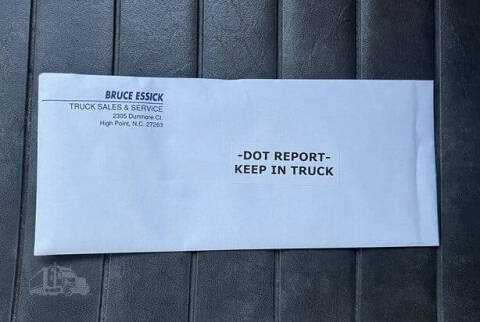 BRUCE ESSICK
TRUCK SALES & SERVICE
2305 Dunmore Ct.
High Point, N.C. 27263
-DOT REPORT-
KEEP IN TRUCK